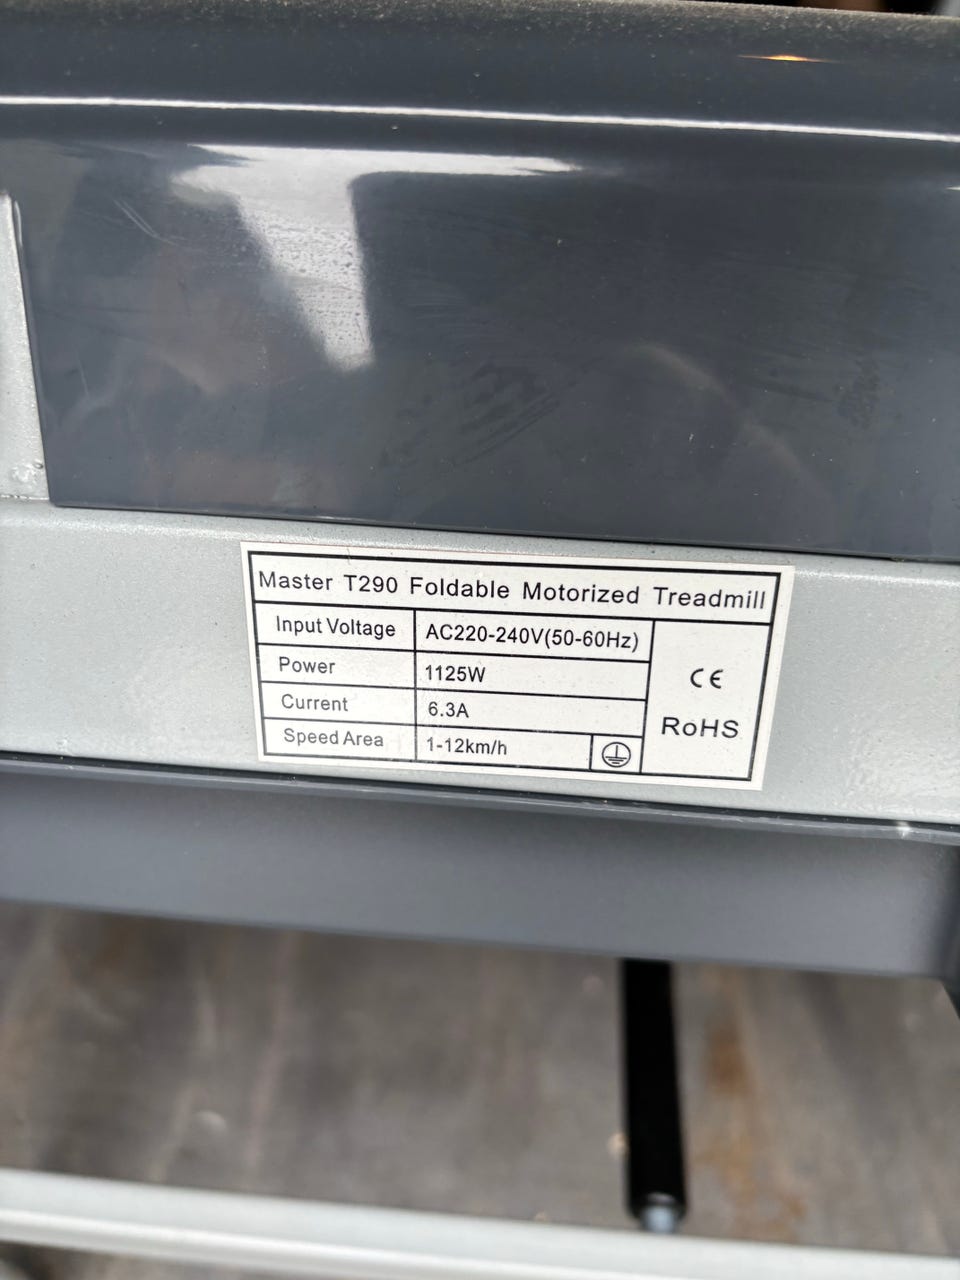 Master T290 Foldable Motorized Treadmill
Input Voltage AC220-240V(50-60Hz)
Power 1125W
Current 6.3A
Speed Area 1-12km/h
CE
RoHS